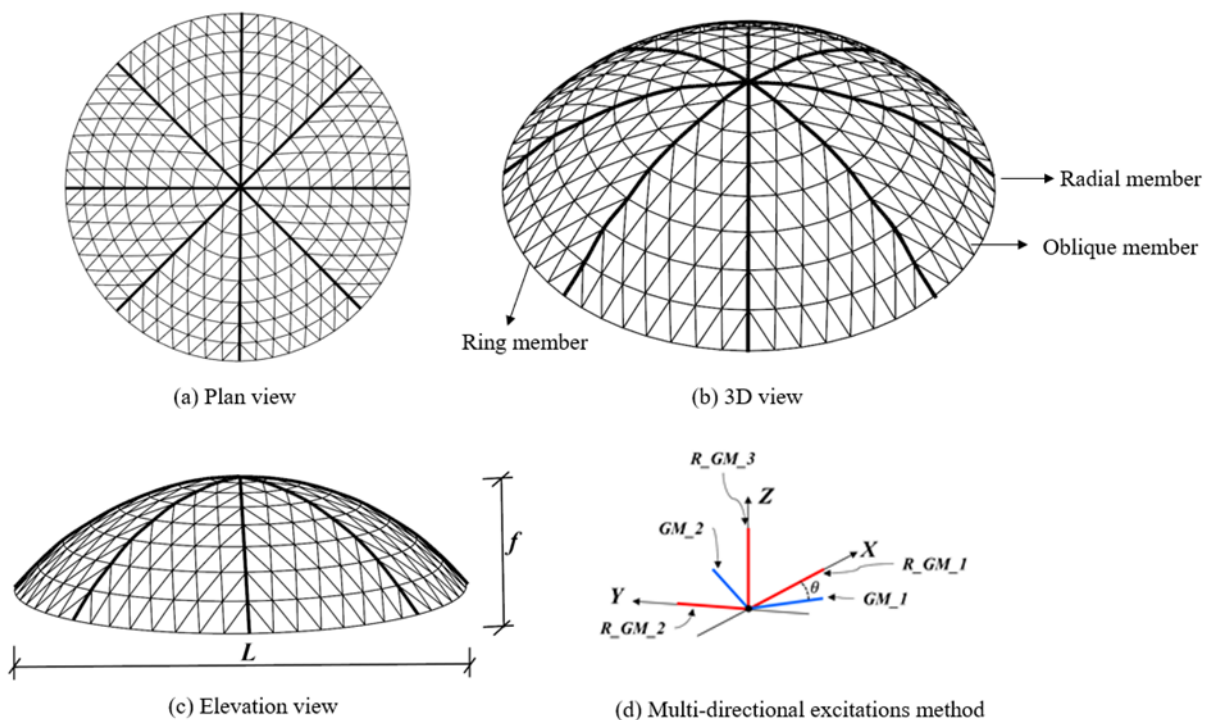 Radial member
Oblique member
Ring member
(a) Plan view
(b) 3D view
R_GM_3
Z
GM_2
X
R_GM_1
θ
Y
GM_1
R_GM_2
f
L
(c) Elevation view
(d) Multi-directional excitations method